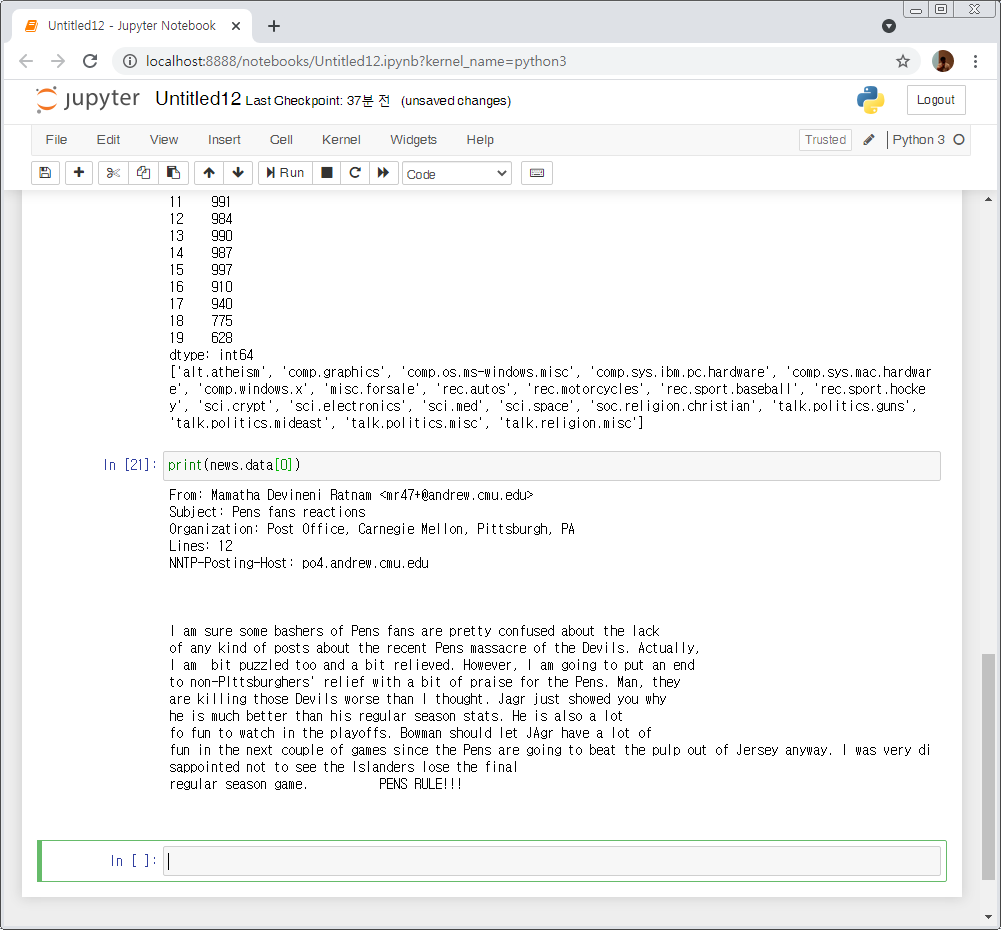 Untitled12 - Jupyter Notebook
localhost:8888/notebooks/Untitled12.ipynb?kernel_name=python3
jupyter Untitled12 Last Checkpoint: 37분 전 (unsaved changes) Logout
File Edit View Insert Cell Kernel Widgets Help Trusted Python 3
Run Code
11 991
12 984
13 990
14 987
15 997
16 910
17 940
18 775
19 628
dtype: int64
['alt.atheism', 'comp.graphics', 'comp.os.ms-windows.misc', 'comp.sys.ibm.pc.hardware', 'comp.sys.mac.hardwar
e', 'comp.windows.x', 'misc.forsale', 'rec.autos', 'rec.motorcycles', 'rec.sport.baseball', 'rec.sport.hocke
y', 'sci.crypt', 'sci.electronics', 'sci.med', 'sci.space', 'soc.religion.christian', 'talk.politics.guns',
'talk.politics.mideast', 'talk.politics.misc', 'talk.religion.misc']
In [21]: print(news.data[0])
From: Mamatha Devineni Ratnam <mr47+@andrew.cmu.edu>
Subject: Pens fans reactions
Organization: Post Office, Carnegie Mellon, Pittsburgh, PA
Lines: 12
NNTP-Posting-Host: po4.andrew.cmu.edu
I am sure some bashers of Pens fans are pretty confused about the lack
of any kind of posts about the recent Pens massacre of the Devils. Actually,
I am  bit puzzled too and a bit relieved. However, I am going to put an end
to non-PIttsburghers' relief with a bit of praise for the Pens. Man, they
are killing those Devils worse than I thought. Jagr just showed you why
he is much better than his regular season stats. He is also a lot
fo fun to watch in the playoffs. Bowman should let JAgr have a lot of
fun in the next couple of games since the Pens are going to beat the pulp out of Jersey anyway. I was very di
sappointed not to see the Islanders lose the final
regular season game.          PENS RULE!!!
In [ ]: